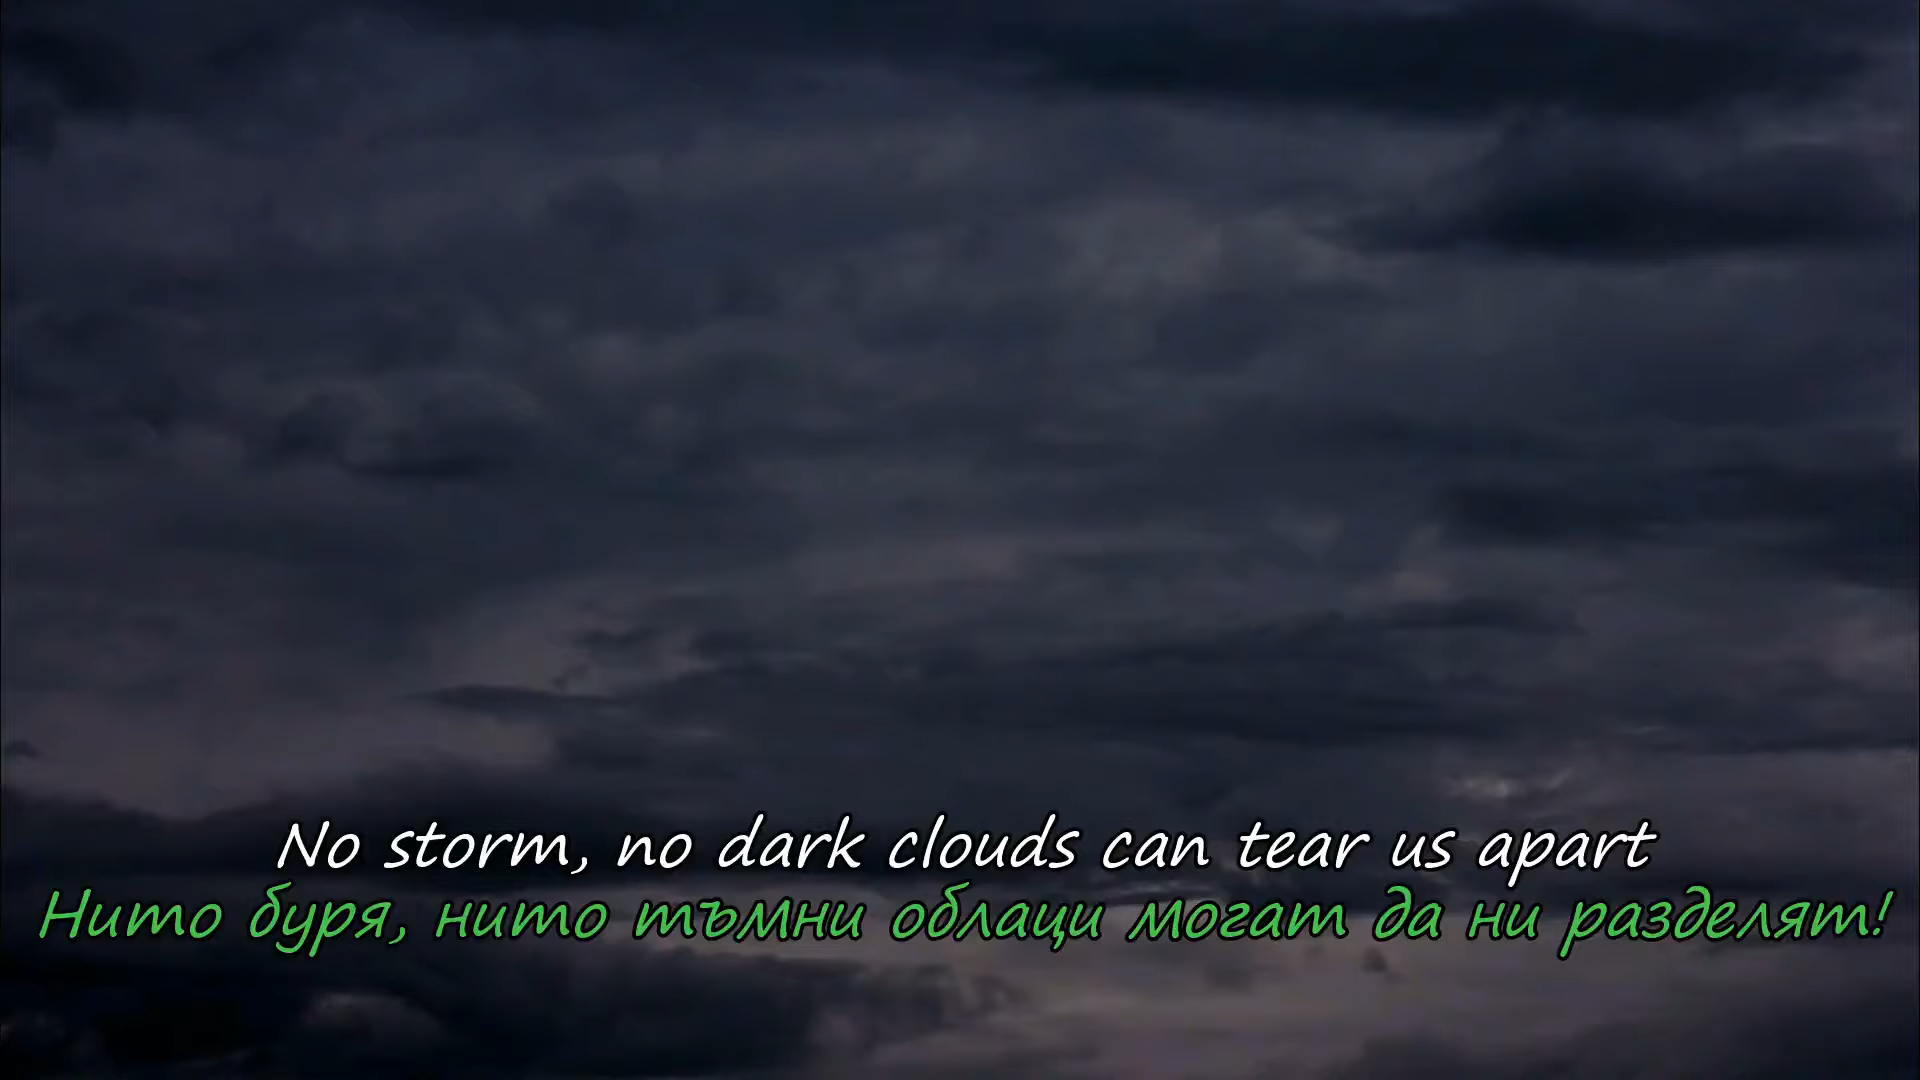 No storm, no dark clouds can tear us apart
Нито буря, нито тъмни облаци могат да ни разделят!